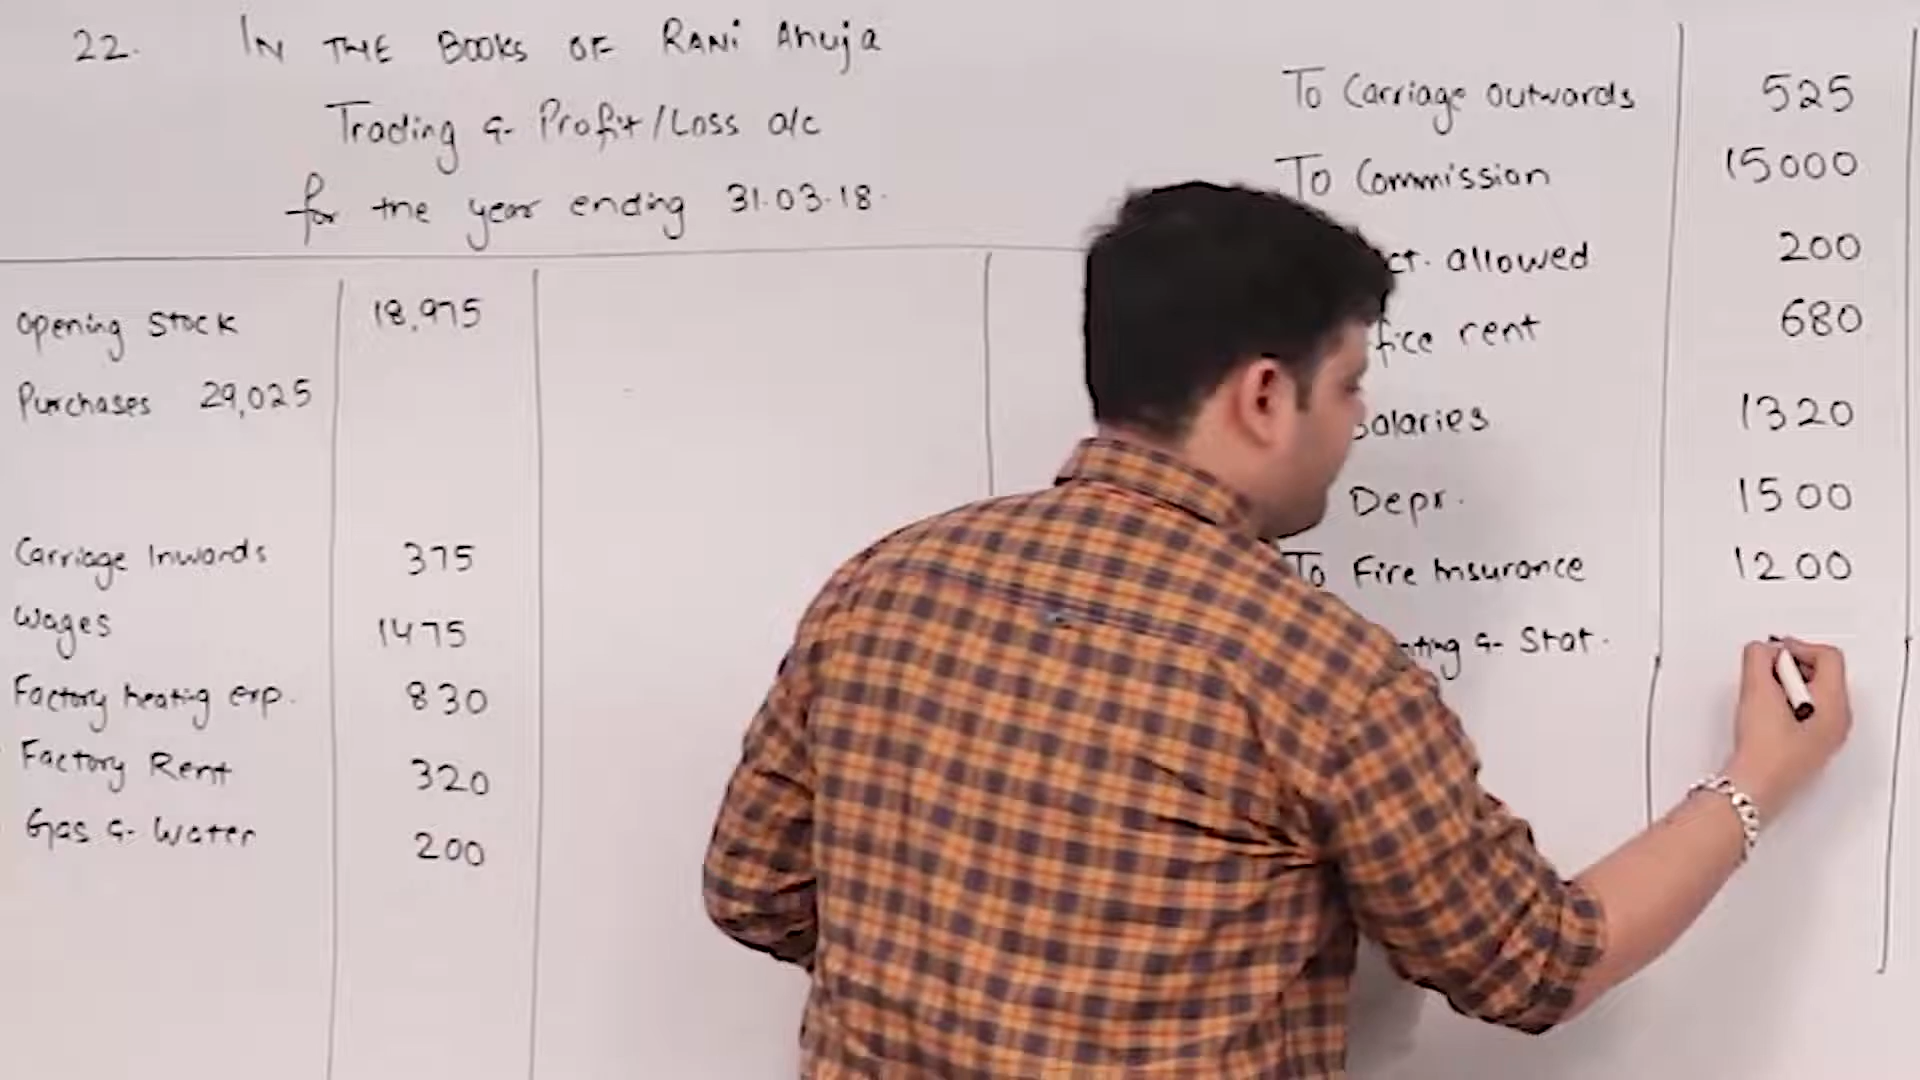 22. IN THE BOOKS OF RANi Ahuja
Trading & Profit/Loss a/c
for the year ending 31.03.18.
Opening Stock 18,975
Purchases 29,025
Carriage Inwards 375
Wages 1475
Factory heating exp. 830
Factory Rent 320
Gas & Water 200
To Carriage outwards 525
To Commission 15000
allowed 200
rent 680
Salaries 1320
Depr. 1500
To Fire Insurance 1200
& Stat.